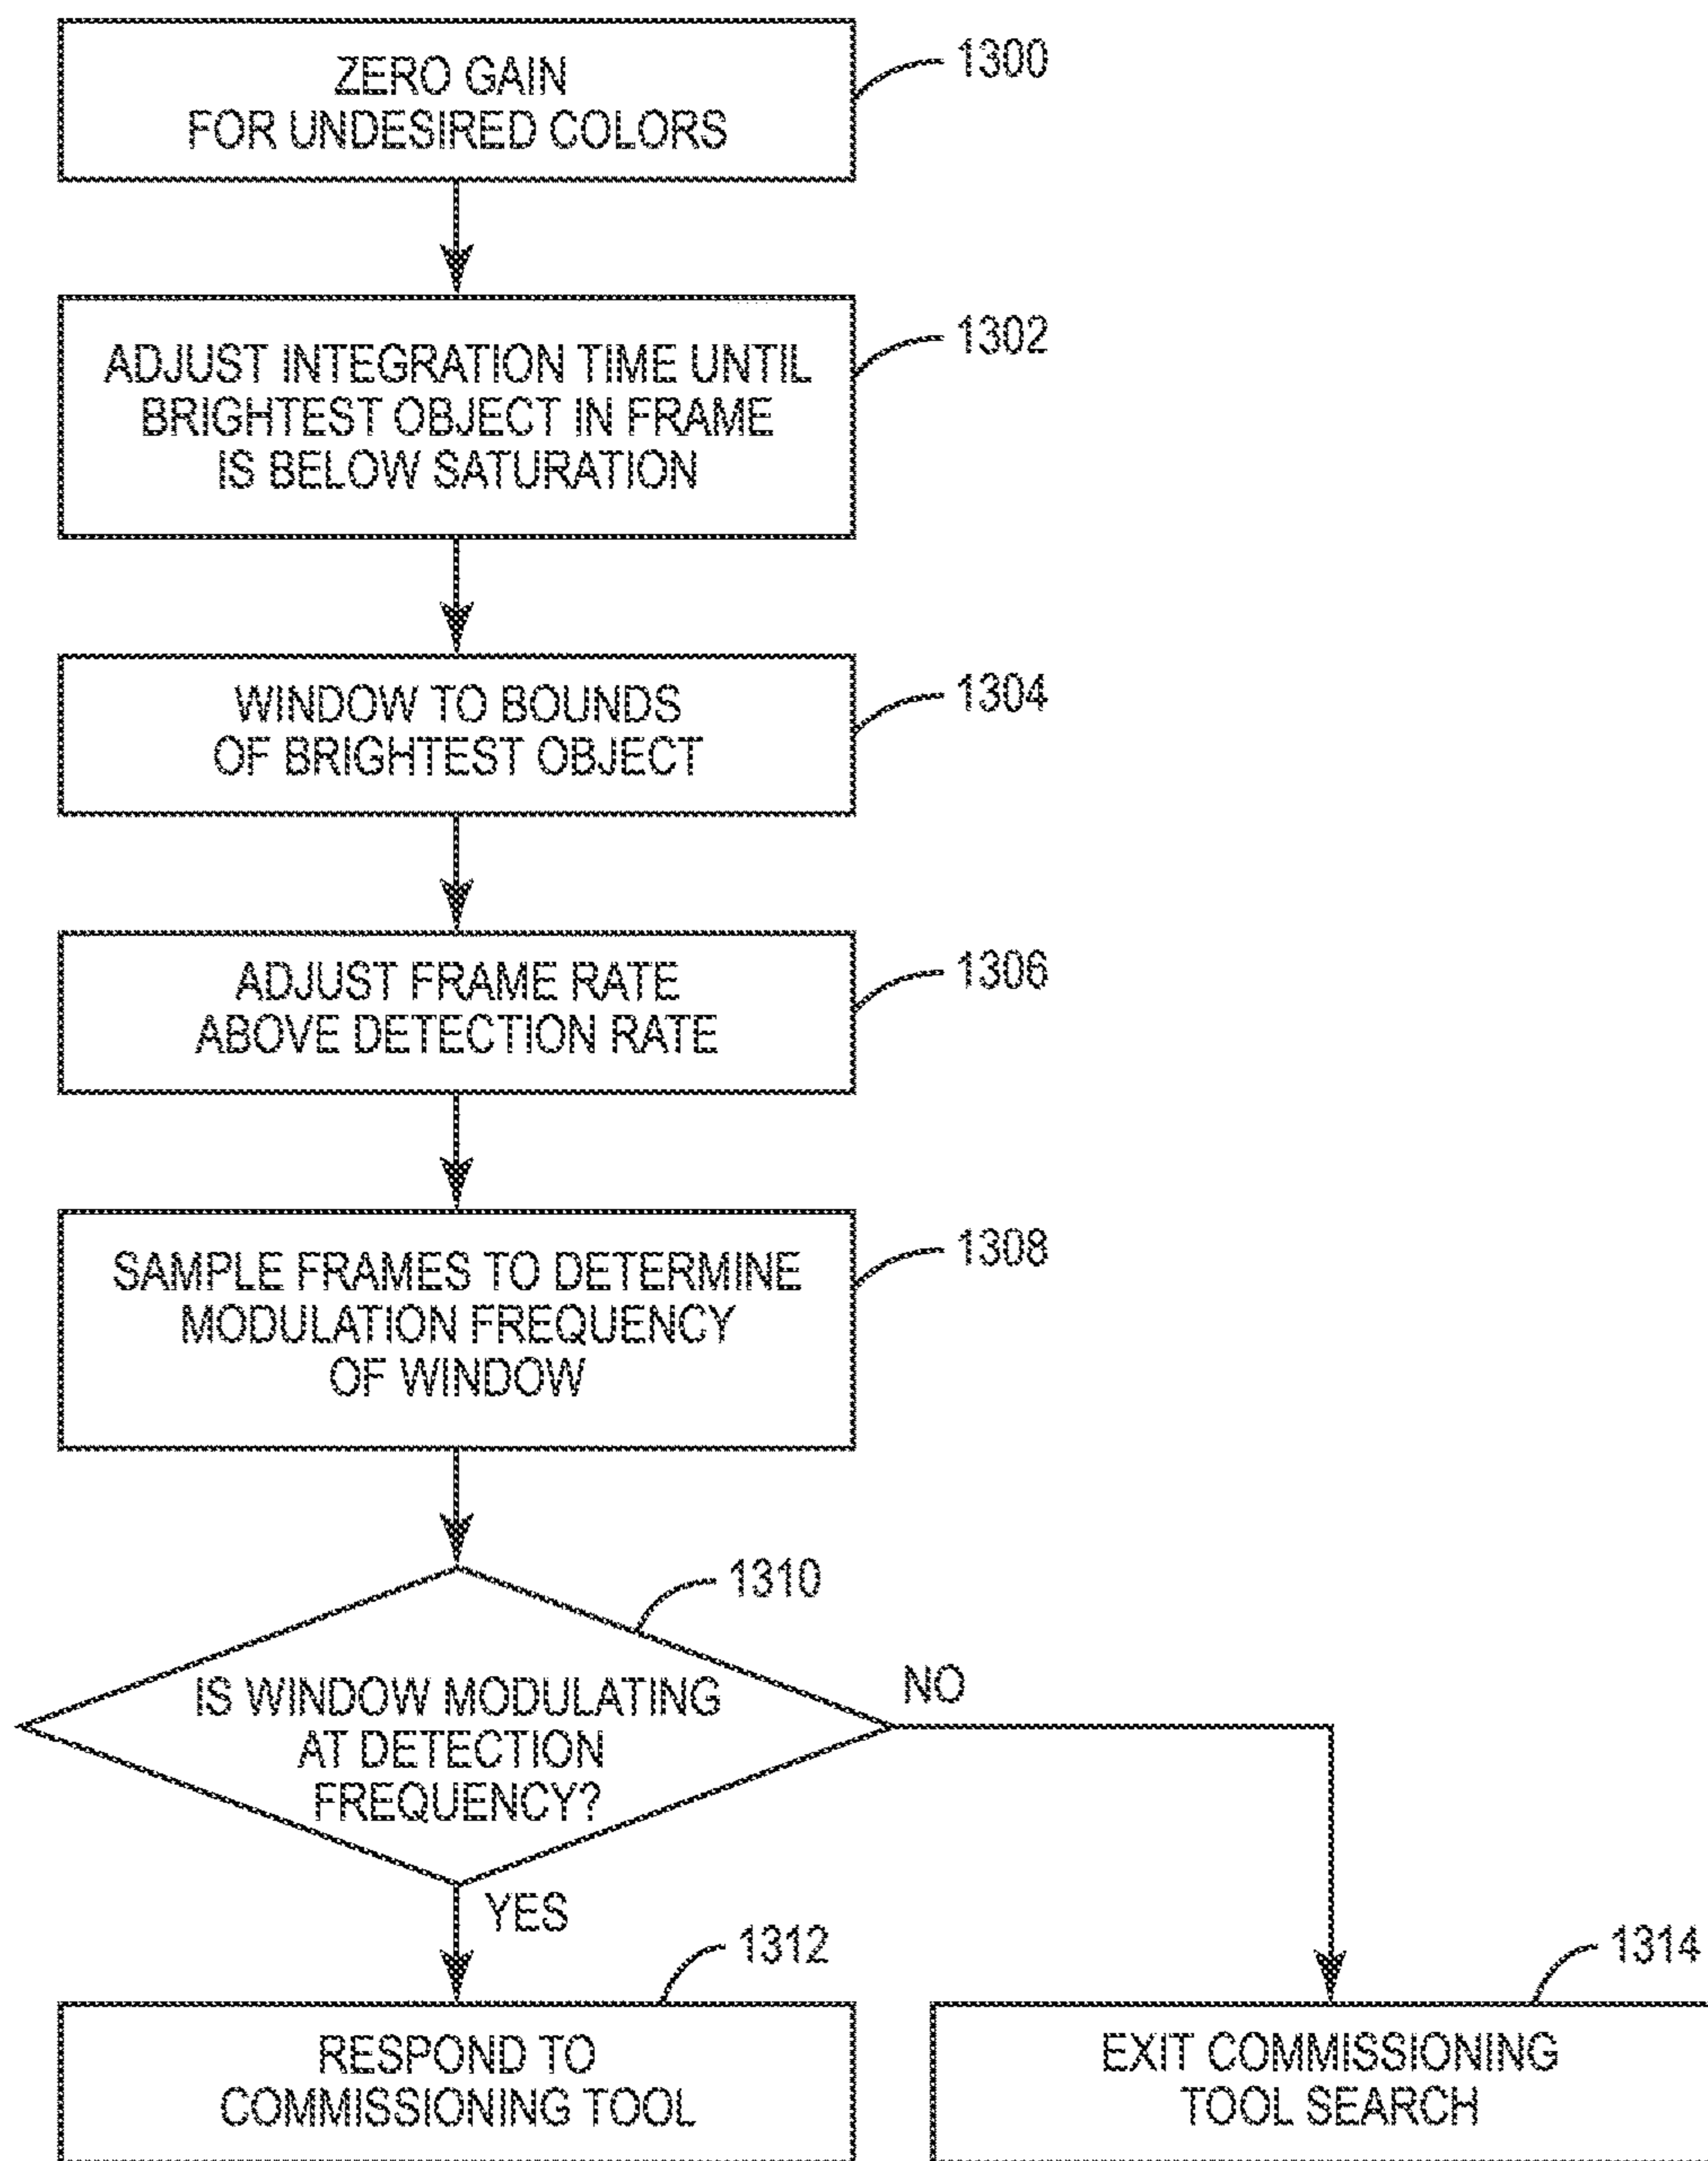 ZERO GAIN
FOR UNDESIRED COLORS
1300
ADJUST INTEGRATION TIME UNTIL
BRIGHTEST OBJECT IN FRAME
IS BELOW SATURATION
1302
WINDOW TO BOUNDS
OF BRIGHTEST OBJECT
1304
ADJUST FRAME RATE
ABOVE DETECTION RATE
1306
SAMPLE FRAMES TO DETERMINE
MODULATION FREQUENCY
OF WINDOW
1308
1310
IS WINDOW MODULATING
AT DETECTION
FREQUENCY?
NO
YES
1312
RESPOND TO
COMMISSIONING TOOL
1314
EXIT COMMISSIONING
TOOL SEARCH